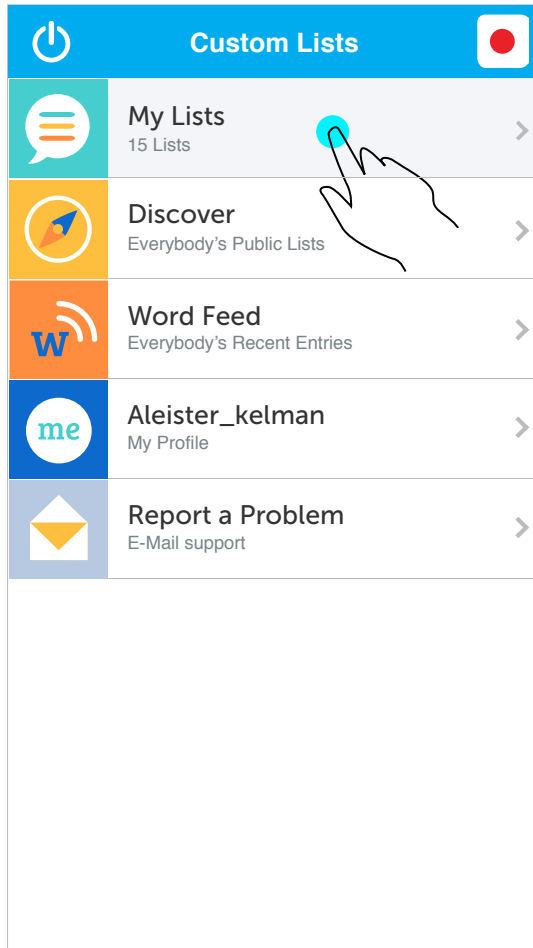 Custom Lists
My Lists
15 Lists
Discover
Everybody's Public Lists
w
Word Feed
Everybody's Recent Entries
me
Aleister_kelman
My Profile
Report a Problem
E-Mail support